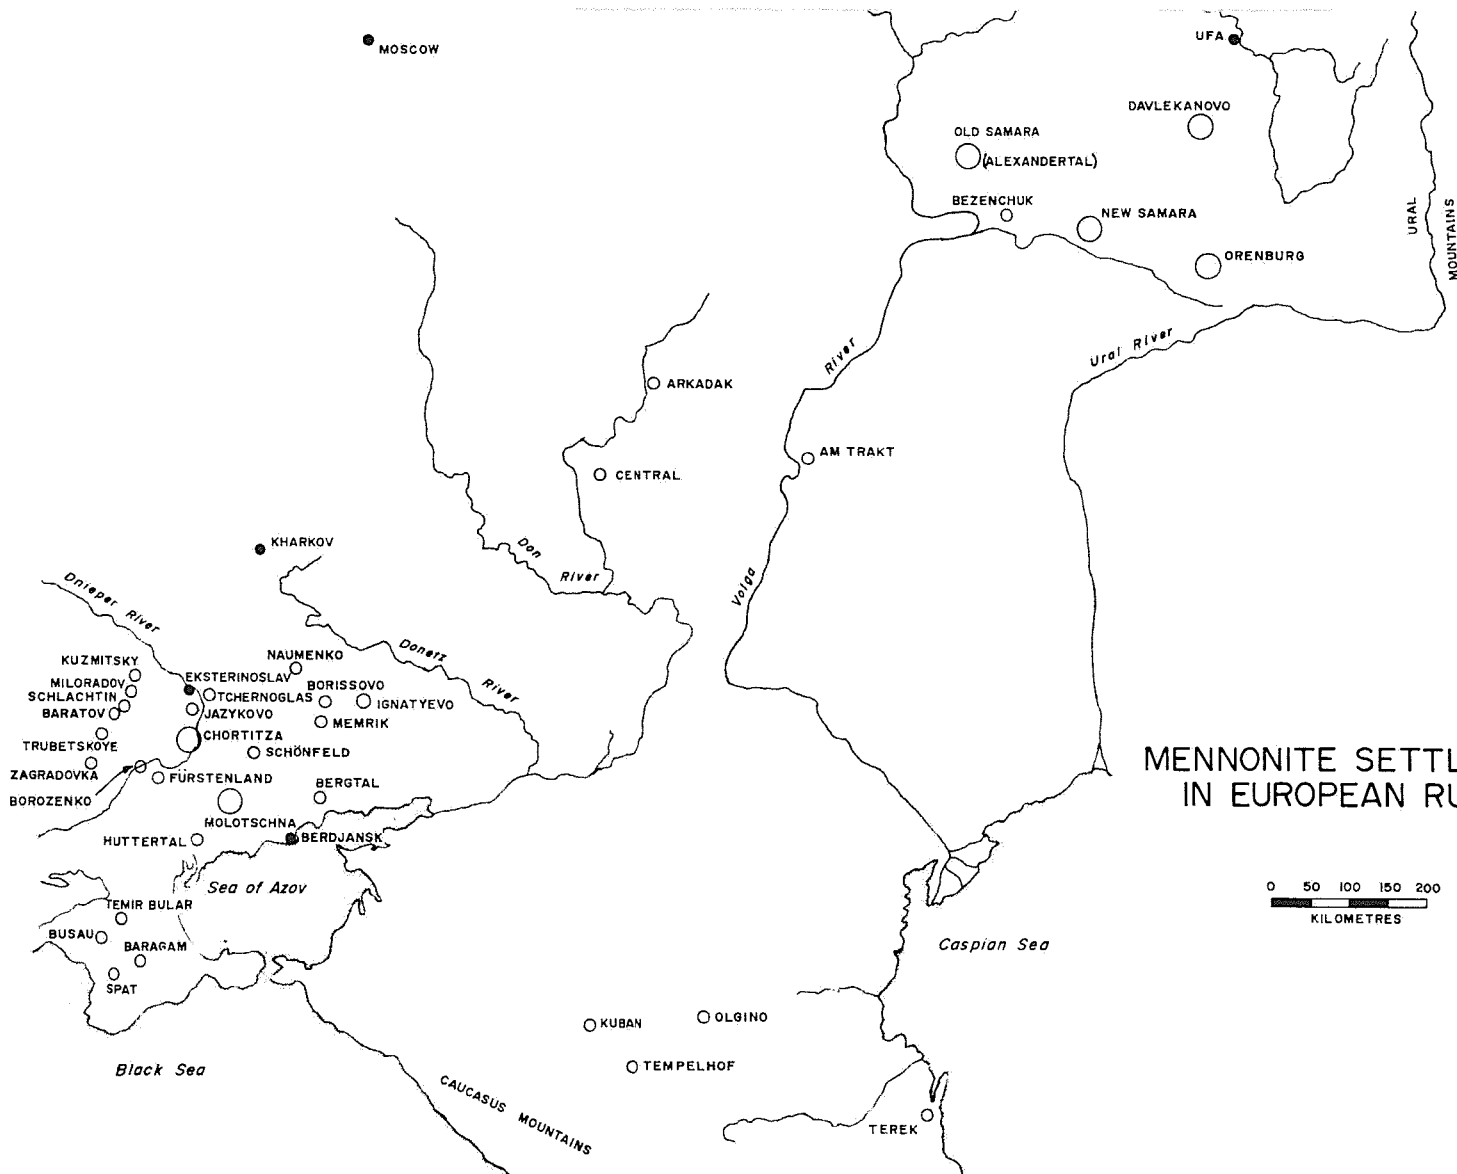 MOSCOW
UFA
DAVLEKANOVO
OLD SAMARA
(ALEXANDERTAL)
BEZENCHUK
NEW SAMARA
URAL
MOUNTAINS
ORENBURG
River
Ural River
ARKADAK
AM TRAKT
CENTRAL
KHARKOV
Don
River
Dnieper River
Volga
Donetz
River
NAUMENKO
KUZMITSKY
EKSTERINOSLAV
MILORADOV
BORISSOVO
SCHLACHTIN
TCHERNOGLAS
IGNATYEVO
BARATOV
JAZYKOVO
MEMRIK
CHORTITZA
TRUBETSKOYE
SCHÖNFELD
ZAGRADOVKA
FÜRSTENLAND
BERGTAL
BOROZENKO
MOLOTSCHNA
HUTTERTAL
BERDJANSK
MENNONITE SETTL
IN EUROPEAN RU
Sea of Azov
0 50 100 150 200
KILOMETRES
TEMIR BULAR
BUSAU
BARAGAM
SPAT
Caspian Sea
KUBAN
OLGINO
TEMPELHOF
Black Sea
CAUCASUS MOUNTAINS
TEREK